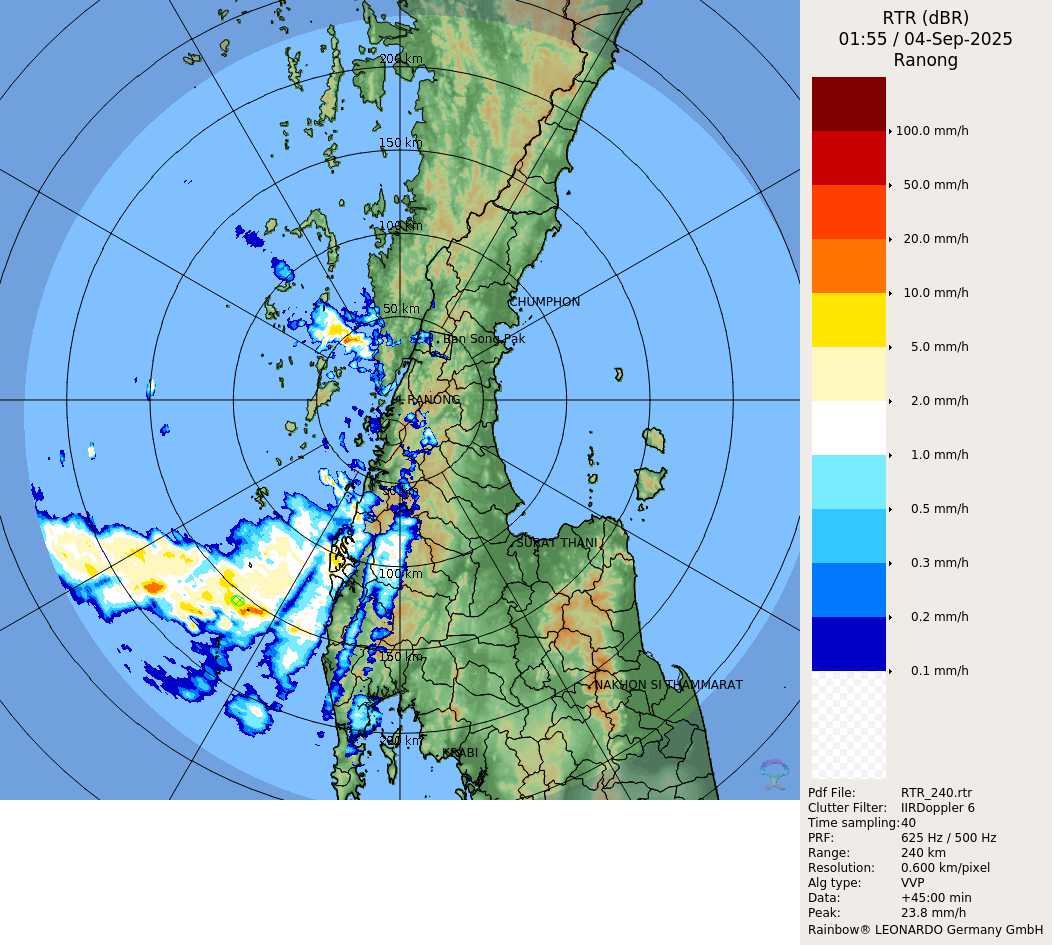 RTR (dBR)
01:55 / 04-Sep-2025
Ranong
100.0 mm/h
50.0 mm/h
20.0 mm/h
10.0 mm/h
5.0 mm/h
2.0 mm/h
1.0 mm/h
0.5 mm/h
0.3 mm/h
0.2 mm/h
0.1 mm/h
200 km
150 km
100 km
50 km
CHUMPHON
Ban Song Pak
RANONG
50 km
SURAT THANI
100 km
150 km
NAKHON SI THAMMARAT
200 km
KRABI
Pdf File: RTR_240.rtr
Clutter Filter: IIRDoppler 6
Time sampling:40
PRF: 625 Hz / 500 Hz
Range: 240 km
Resolution: 0.600 km/pixel
Alg type: VVP
Data: +45:00 min
Peak: 23.8 mm/h
Rainbow® LEONARDO Germany GmbH